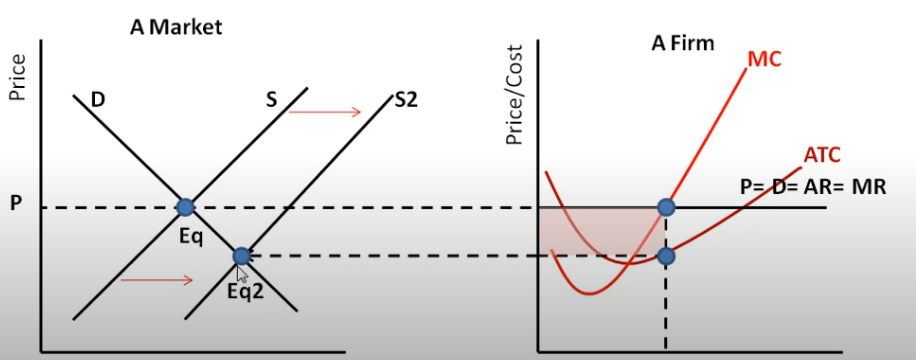 A Market
Price
D
S
S2
P
Eq
Eq2
A Firm
Price/Cost
MC
ATC
P= D= AR= MR